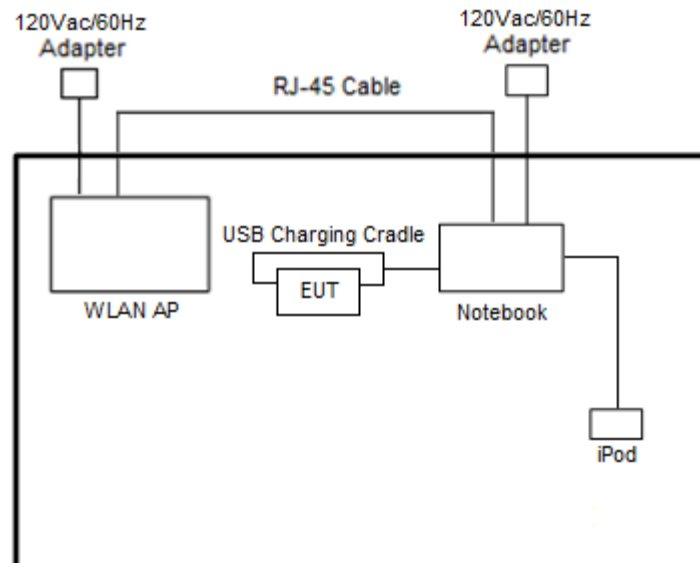 120Vac/60Hz
Adapter
120Vac/60Hz
Adapter
RJ-45 Cable
USB Charging Cradle
EUT
WLAN AP
Notebook
iPod